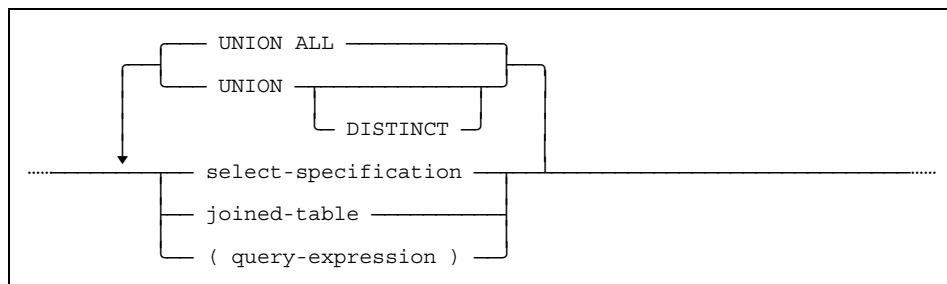 UNION ALL
UNION
DISTINCT
select-specification
joined-table
( query-expression )